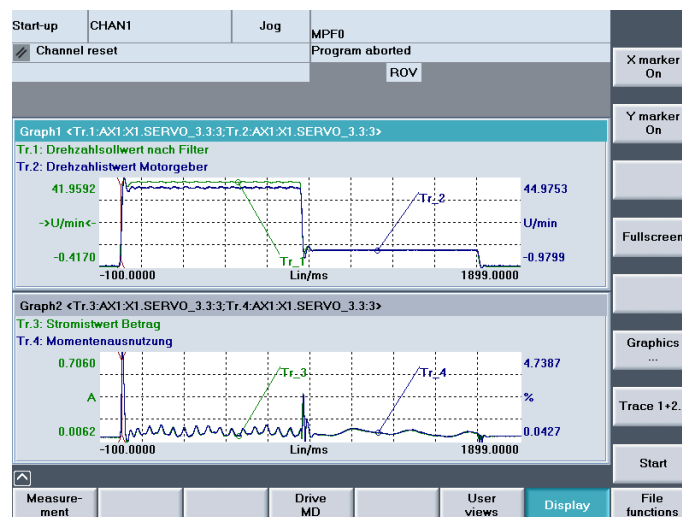 Start-up CHAN1 Jog MPF0
Channel reset Program aborted
ROV
X marker
On
Y marker
On
Fullscreen
Graphics
...
Trace 1+2.
Start
Graph1 <Tr.1:AX1:X1.SERVO_3.3:3;Tr.2:AX1:X1.SERVO_3.3:3>
Tr.1: Drehzahlsollwert nach Filter
Tr.2: Drehzahlistwert Motorgeber
41.9592 44.9753
Tr_2
->U/min<- U/min
-0.4170 Tr_1 -0.9799
-100.0000 Lin/ms 1899.0000
Graph2 <Tr.3:AX1:X1.SERVO_3.3:3;Tr.4:AX1:X1.SERVO_3.3:3>
Tr.3: Stromistwert Betrag
Tr.4: Momentenausnutzung
0.7060 4.7387
Tr_3 Tr_4
A %
0.0062 0.0427
-100.0000 Lin/ms 1899.0000
Measure-
ment
Drive
MD
User
views
Display
File
functions